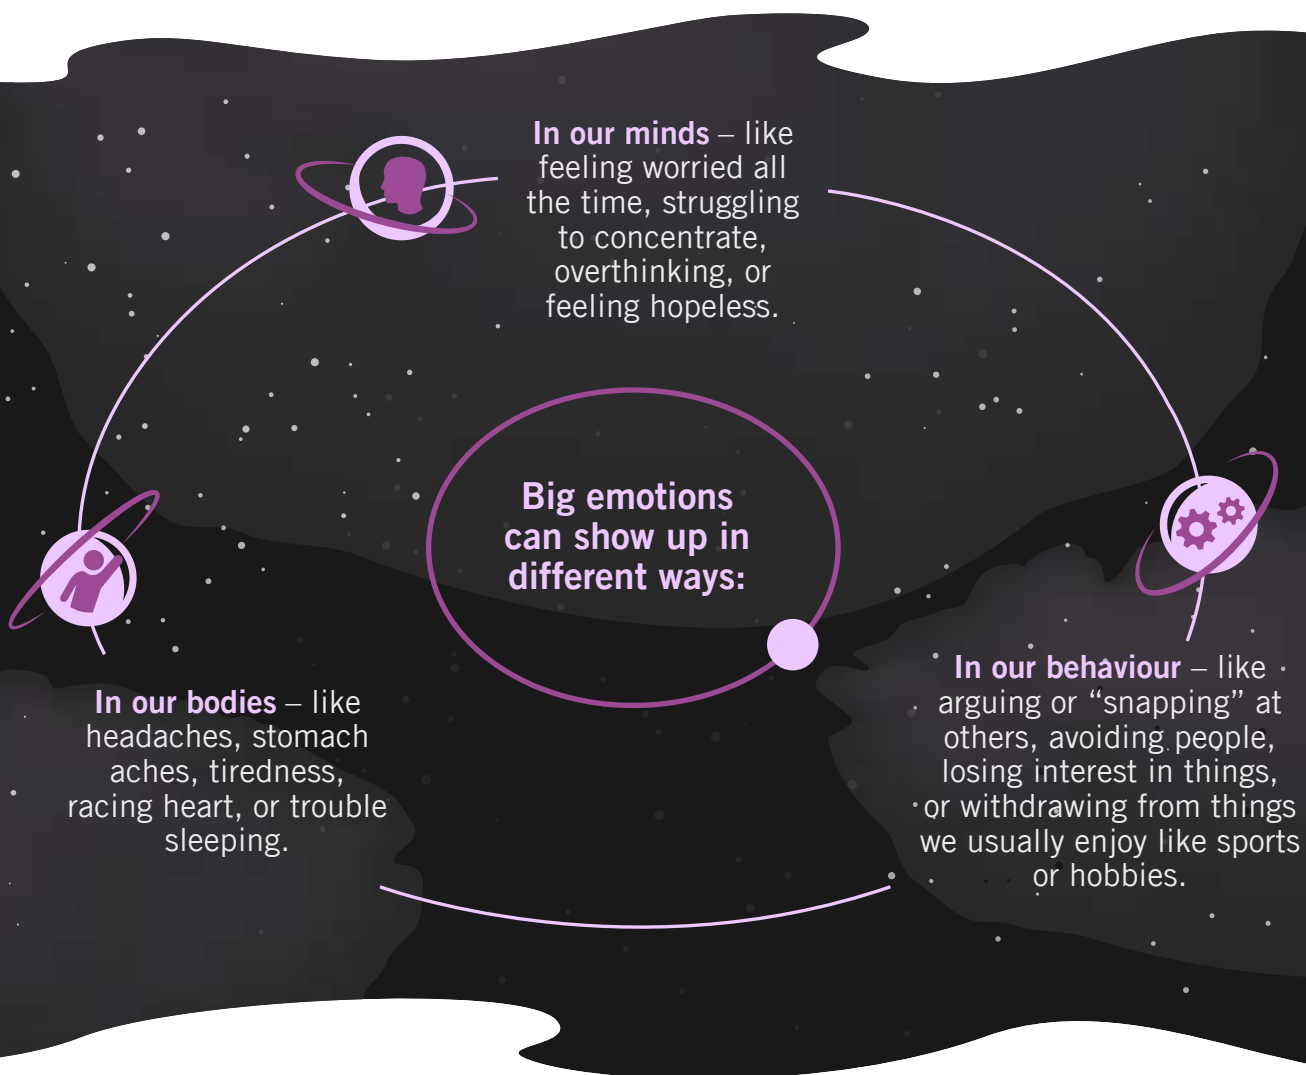 In our minds – like
feeling worried all
the time, struggling
to concentrate,
overthinking, or
feeling hopeless.
Big emotions
can show up in
different ways:
In our bodies – like
headaches, stomach
aches, tiredness,
racing heart, or trouble
sleeping.
In our behaviour – like
arguing or “snapping” at
others, avoiding people,
losing interest in things,
or withdrawing from things
we usually enjoy like sports
or hobbies.